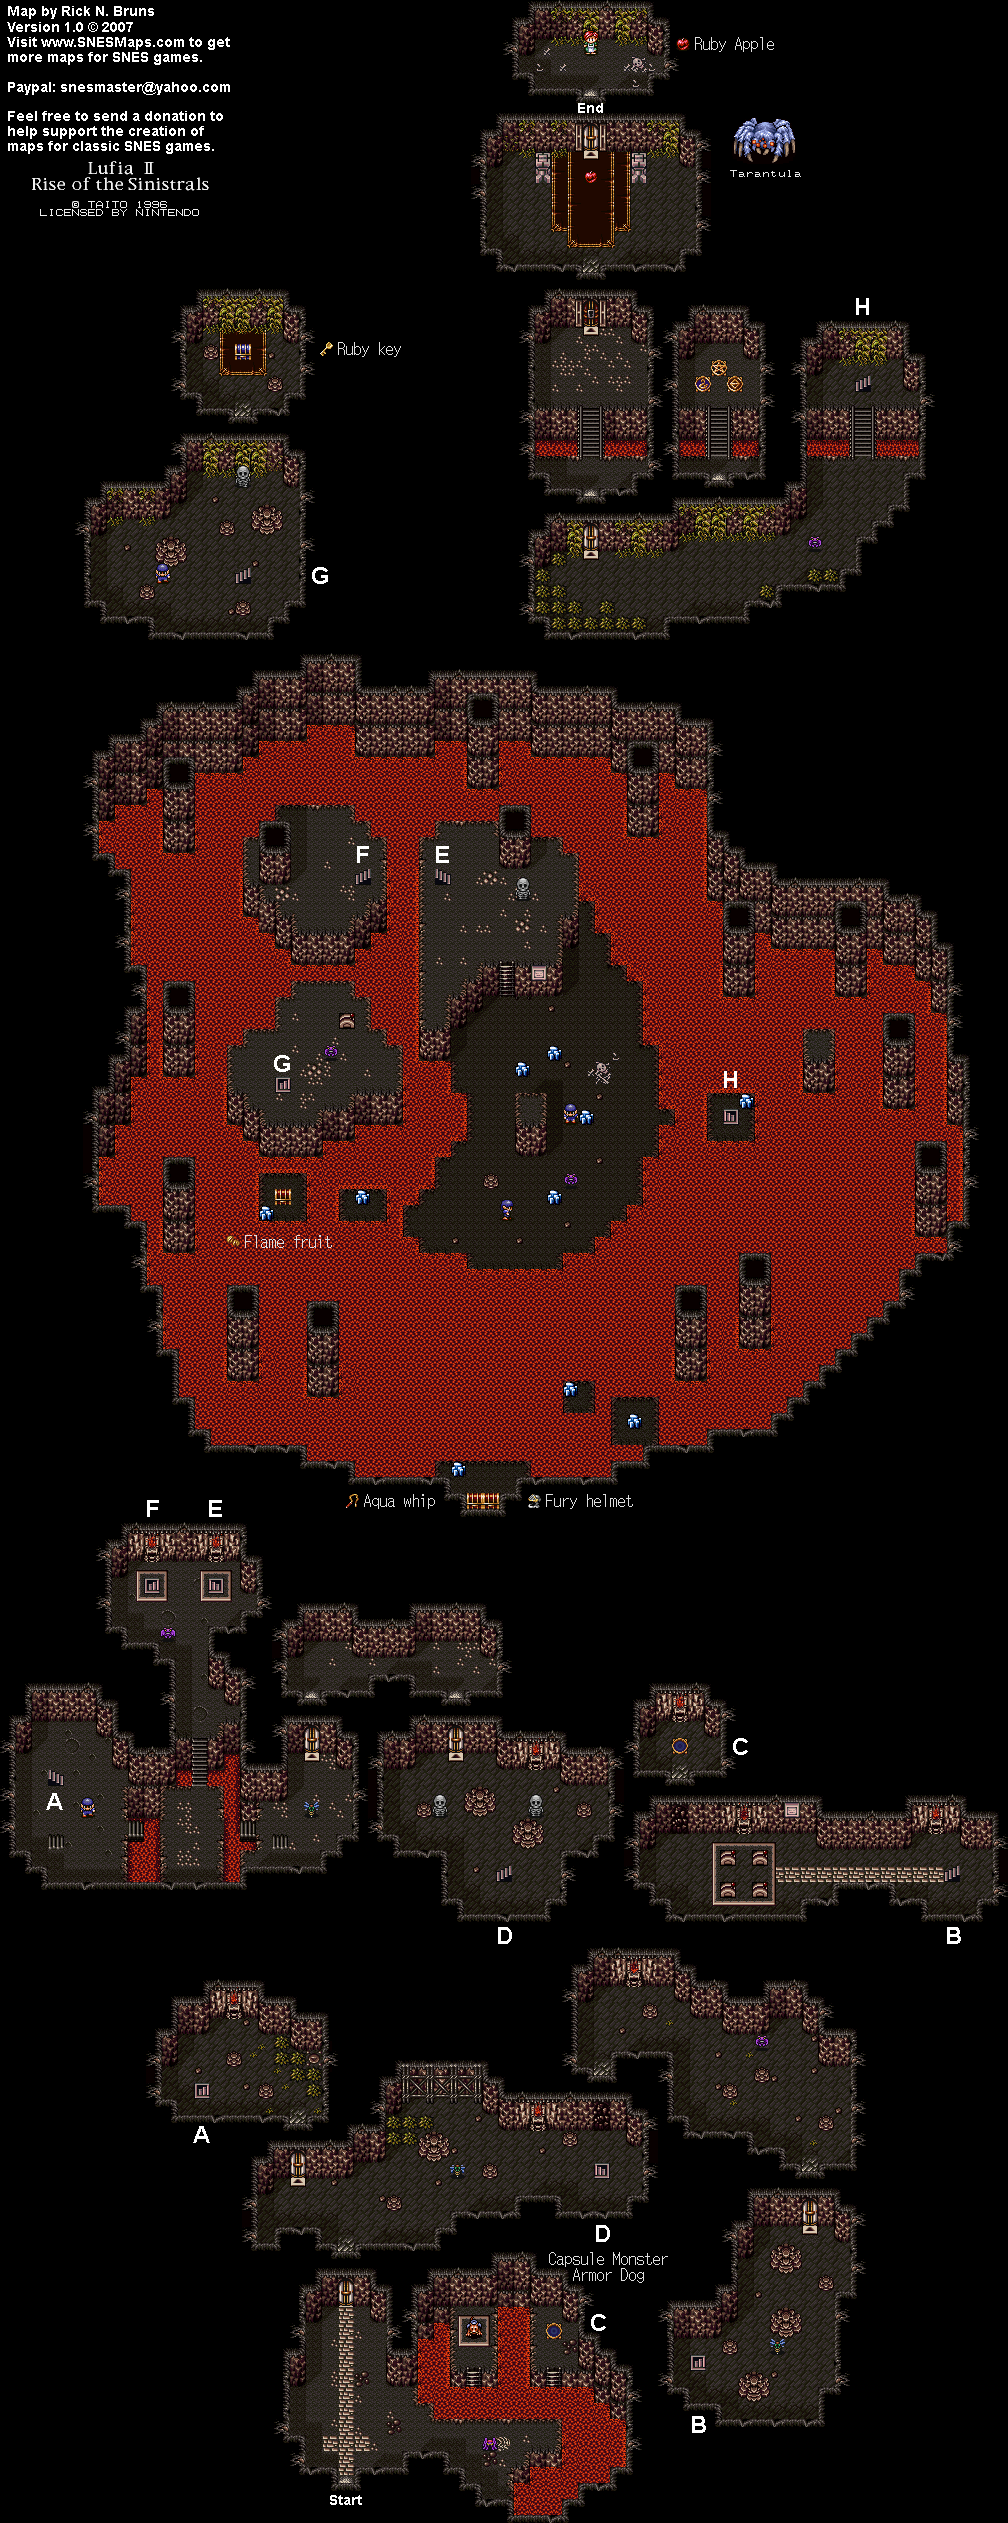 Map by Rick N. Bruns
Version 1.0 © 2007
Visit www.SNESMaps.com to get
more maps for SNES games.
Paypal: snesmaster@yahoo.com
Feel free to send a donation to
help support the creation of
maps for classic SNES games.
Lufia II
Rise of the Sinistrals
© TAITO 1996
LICENSED BY NINTENDO
Ruby Apple
End
Tarantula
Ruby key
H
G
F
E
G
H
Flame fruit
Aqua whip
Fury helmet
F
E
C
A
D
B
A
D
Capsule Monster
Armor Dog
C
B
Start